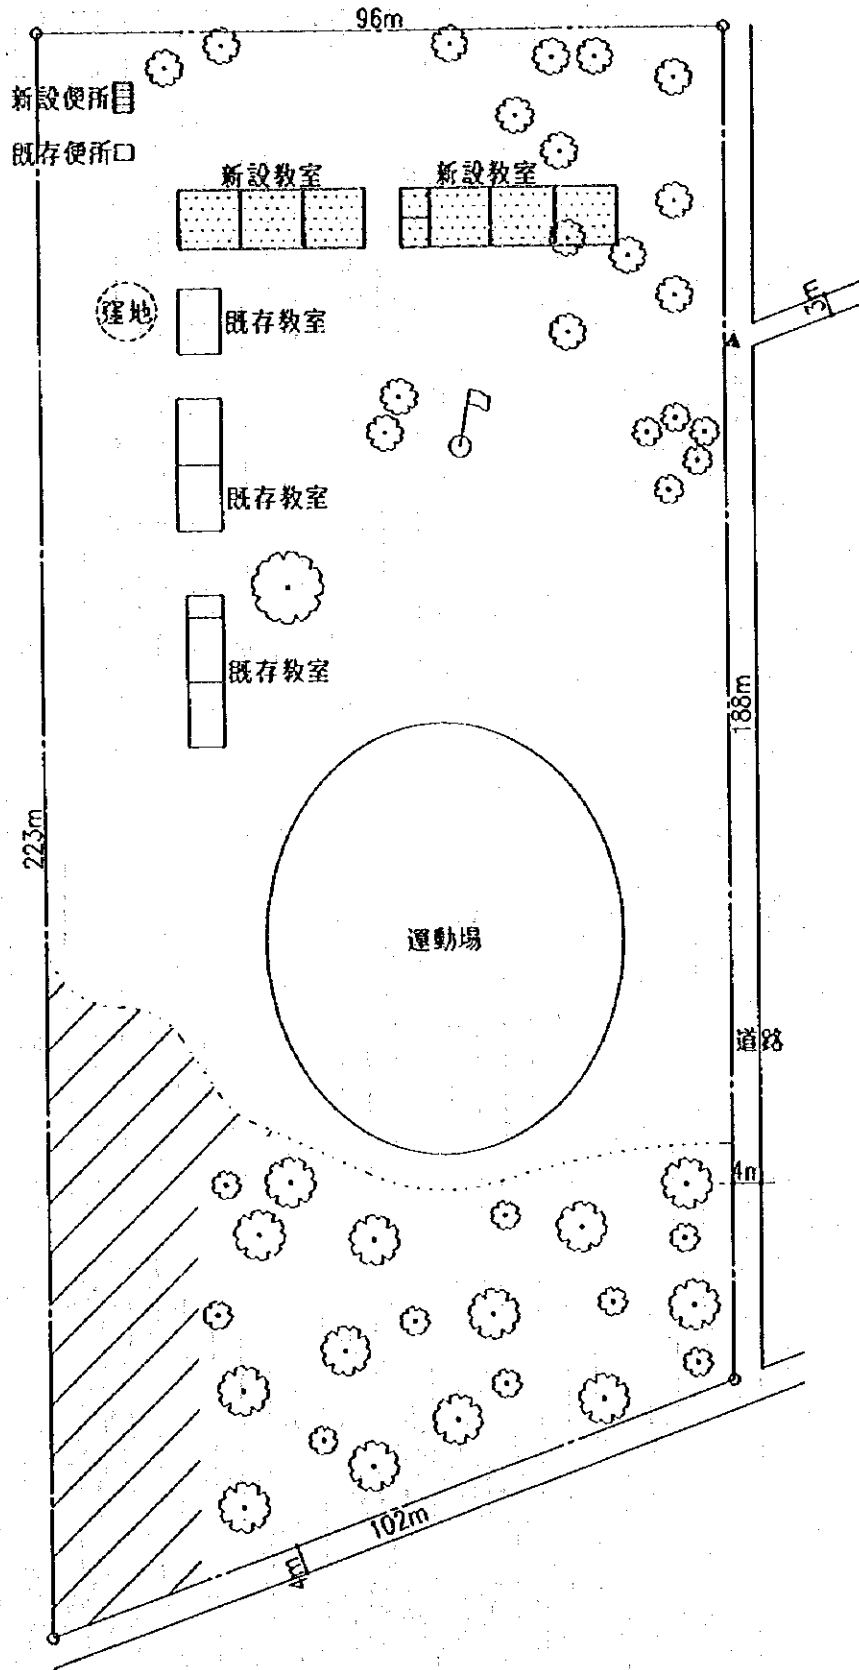 96m
新設便所
既存便所
新設教室
新設教室
窪地
既存教室
3m
既存教室
既存教室
188m
223m
運動場
道路
4m
102m
4m